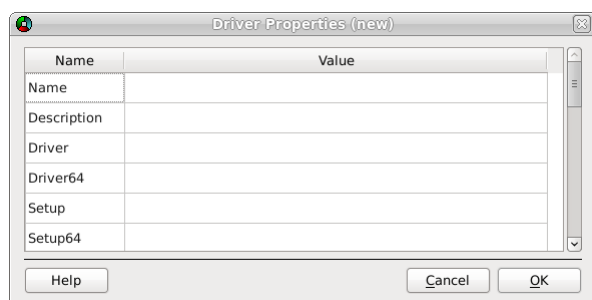 Driver Properties (new)
Name Value
Name
Description
Driver
Driver64
Setup
Setup64
Help Cancel OK